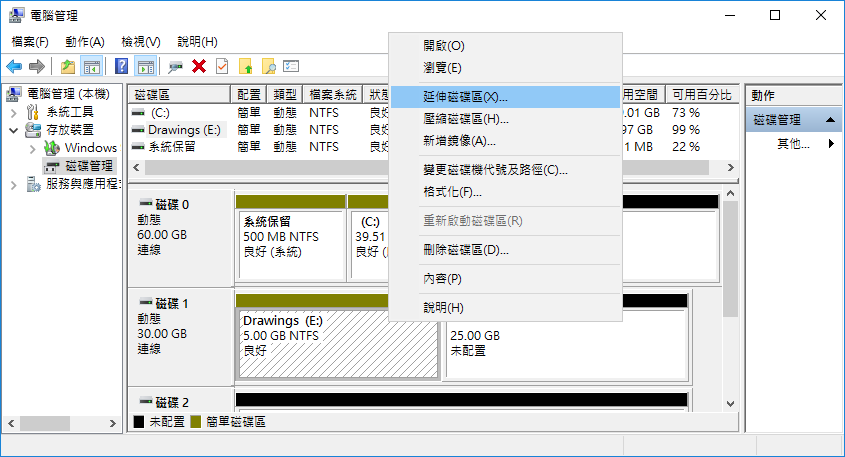 電腦管理
檔案(F) 動作(A) 檢視(V) 說明(H)
電腦管理 (本機)
系統工具
存放裝置
Windows
磁碟管理
服務與應用程式
磁碟區 配置 類型 檔案系統 狀態 用空間 可用百分比
(C:) 簡單 動態 NTFS 良好 .01 GB 73 %
Drawings (E:) 簡單 動態 NTFS 良好 97 GB 99 %
系統保留 簡單 動態 NTFS 良好 1 MB 22 %
開啟(O)
瀏覽(E)
延伸磁碟區(X)...
壓縮磁碟區(H)...
新增鏡像(A)...
變更磁碟機代號及路徑(C)...
格式化(F)...
重新啟動磁碟區(R)
刪除磁碟區(D)...
內容(P)
說明(H)
動作
磁碟管理
其他...
磁碟 0
動態
60.00 GB
連線
系統保留
500 MB NTFS
良好 (系統)
(C:)
39.51
良好 (
磁碟 1
動態
30.00 GB
連線
Drawings (E:)
5.00 GB NTFS
良好
25.00 GB
未配置
磁碟 2
未配置 簡單磁碟區